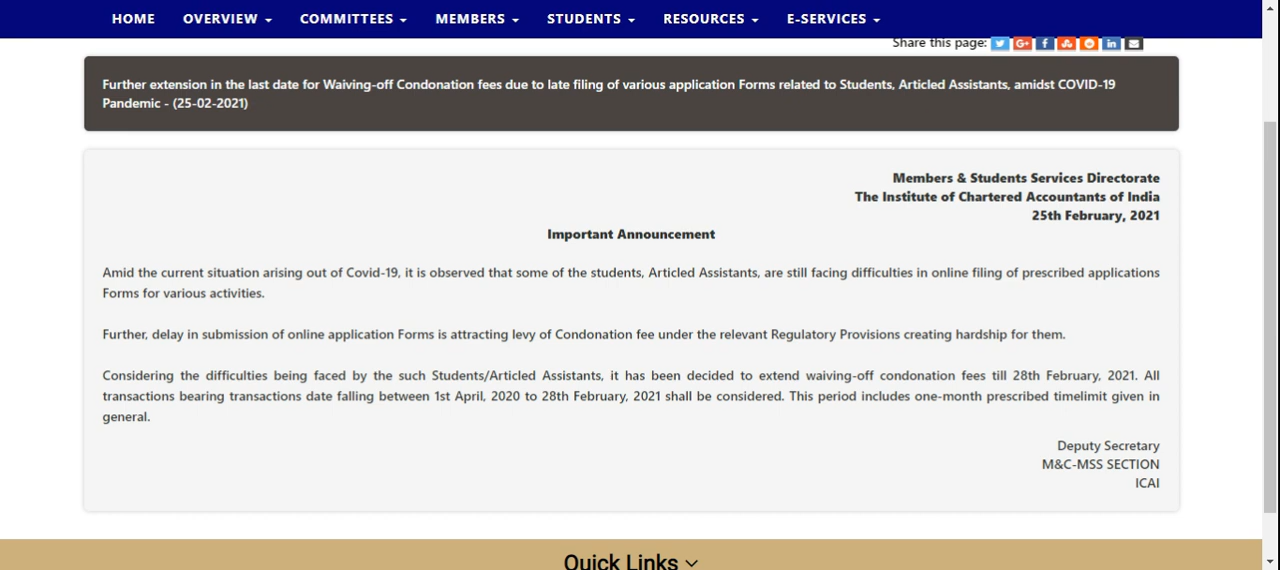 HOME OVERVIEW COMMITTEES MEMBERS STUDENTS RESOURCES E-SERVICES
Share this page:
Further extension in the last date for Waiving-off Condonation fees due to late filing of various application Forms related to Students, Articled Assistants, amidst COVID-19
Pandemic - (25-02-2021)
Members & Students Services Directorate
The Institute of Chartered Accountants of India
25th February, 2021
Important Announcement
Amid the current situation arising out of Covid-19, it is observed that some of the students, Articled Assistants, are still facing difficulties in online filing of prescribed applications
Forms for various activities.
Further, delay in submission of online application Forms is attracting levy of Condonation fee under the relevant Regulatory Provisions creating hardship for them.
Considering the difficulties being faced by the such Students/Articled Assistants, it has been decided to extend waiving-off condonation fees till 28th February, 2021. All
transactions bearing transactions date falling between 1st April, 2020 to 28th February, 2021 shall be considered. This period includes one-month prescribed timelimit given in
general.
Deputy Secretary
M&C-MSS SECTION
ICAI
Quick Links